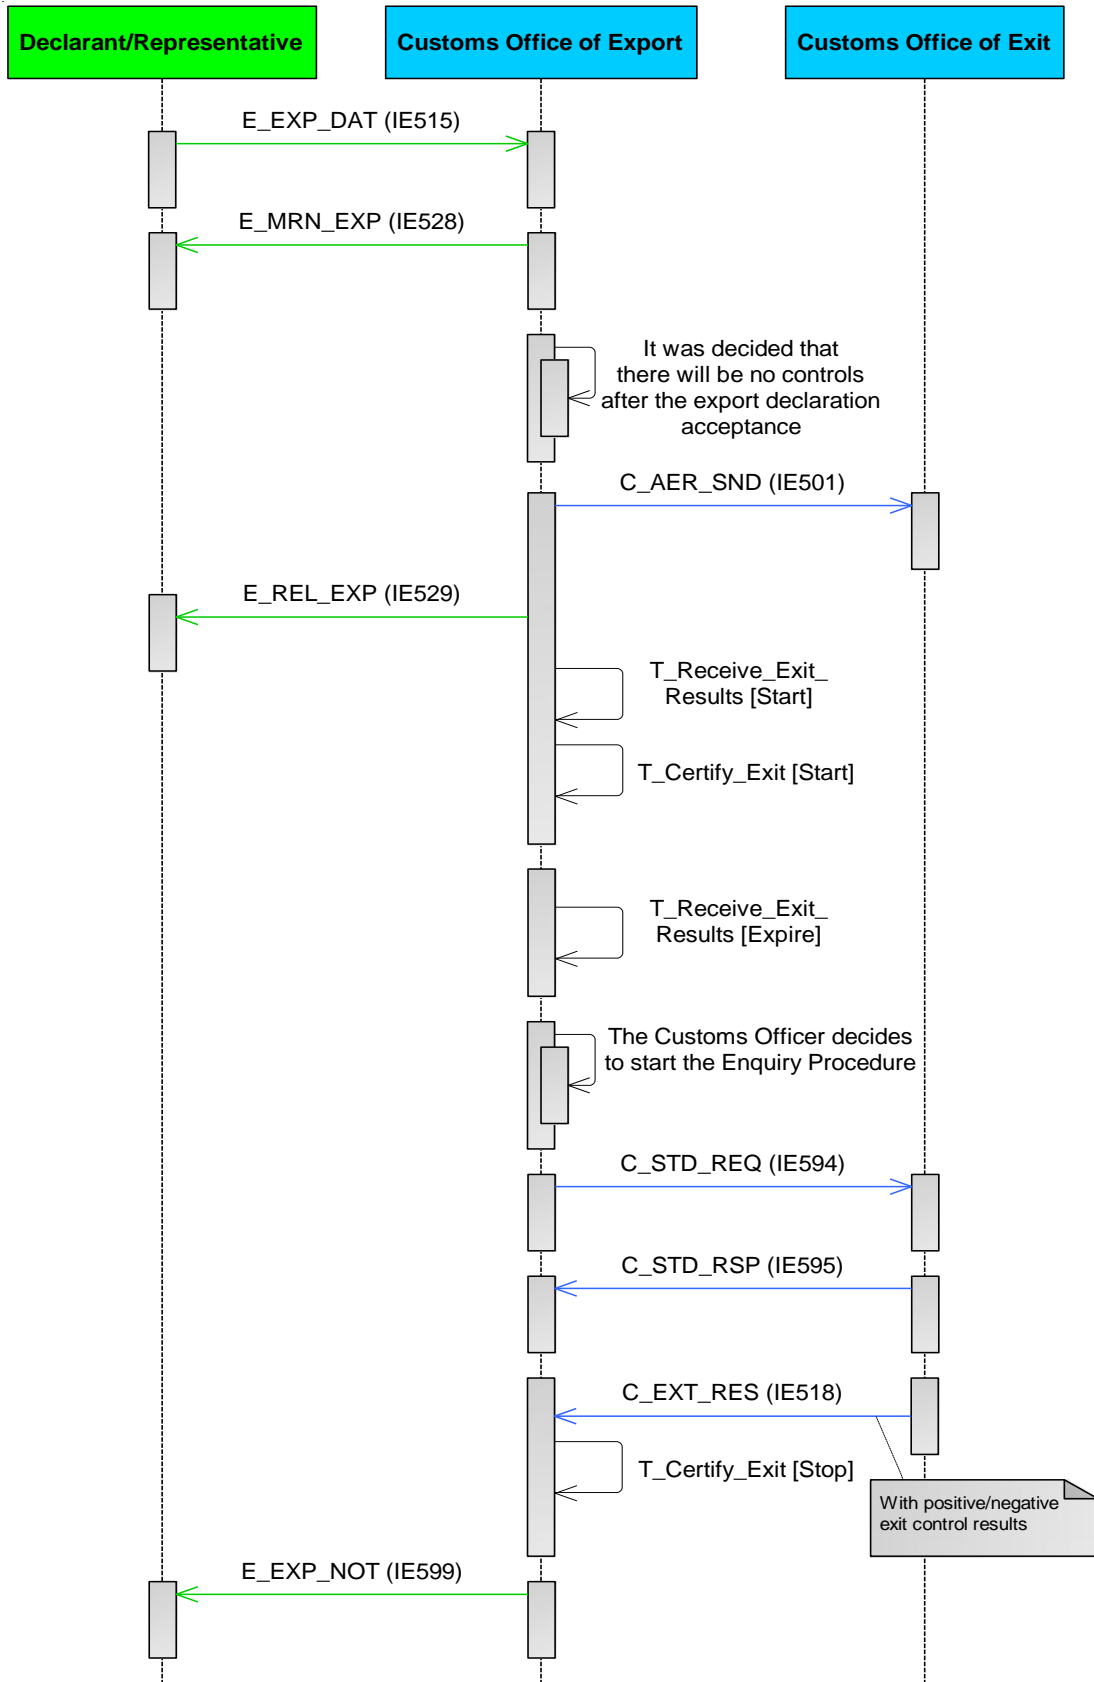 Declarant/Representative
Customs Office of Export
Customs Office of Exit
E_EXP_DAT (IE515)
E_MRN_EXP (IE528)
It was decided that
there will be no controls
after the export declaration
acceptance
C_AER_SND (IE501)
E_REL_EXP (IE529)
T_Receive_Exit_
Results [Start]
T_Certify_Exit [Start]
T_Receive_Exit_
Results [Expire]
The Customs Officer decides
to start the Enquiry Procedure
C_STD_REQ (IE594)
C_STD_RSP (IE595)
C_EXT_RES (IE518)
T_Certify_Exit [Stop]
With positive/negative
exit control results
E_EXP_NOT (IE599)